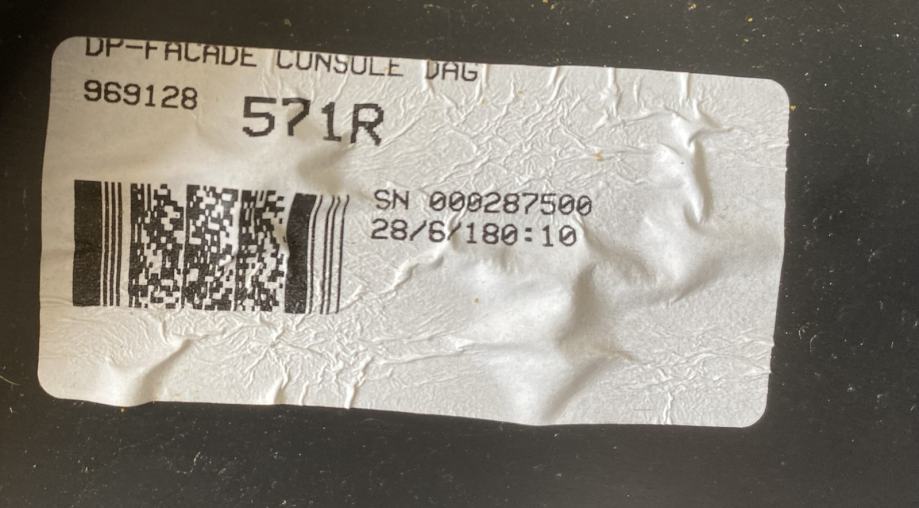 DP-FACADE CONSOLE DAG
969128 571R
SN 000287500
28/6/180:10